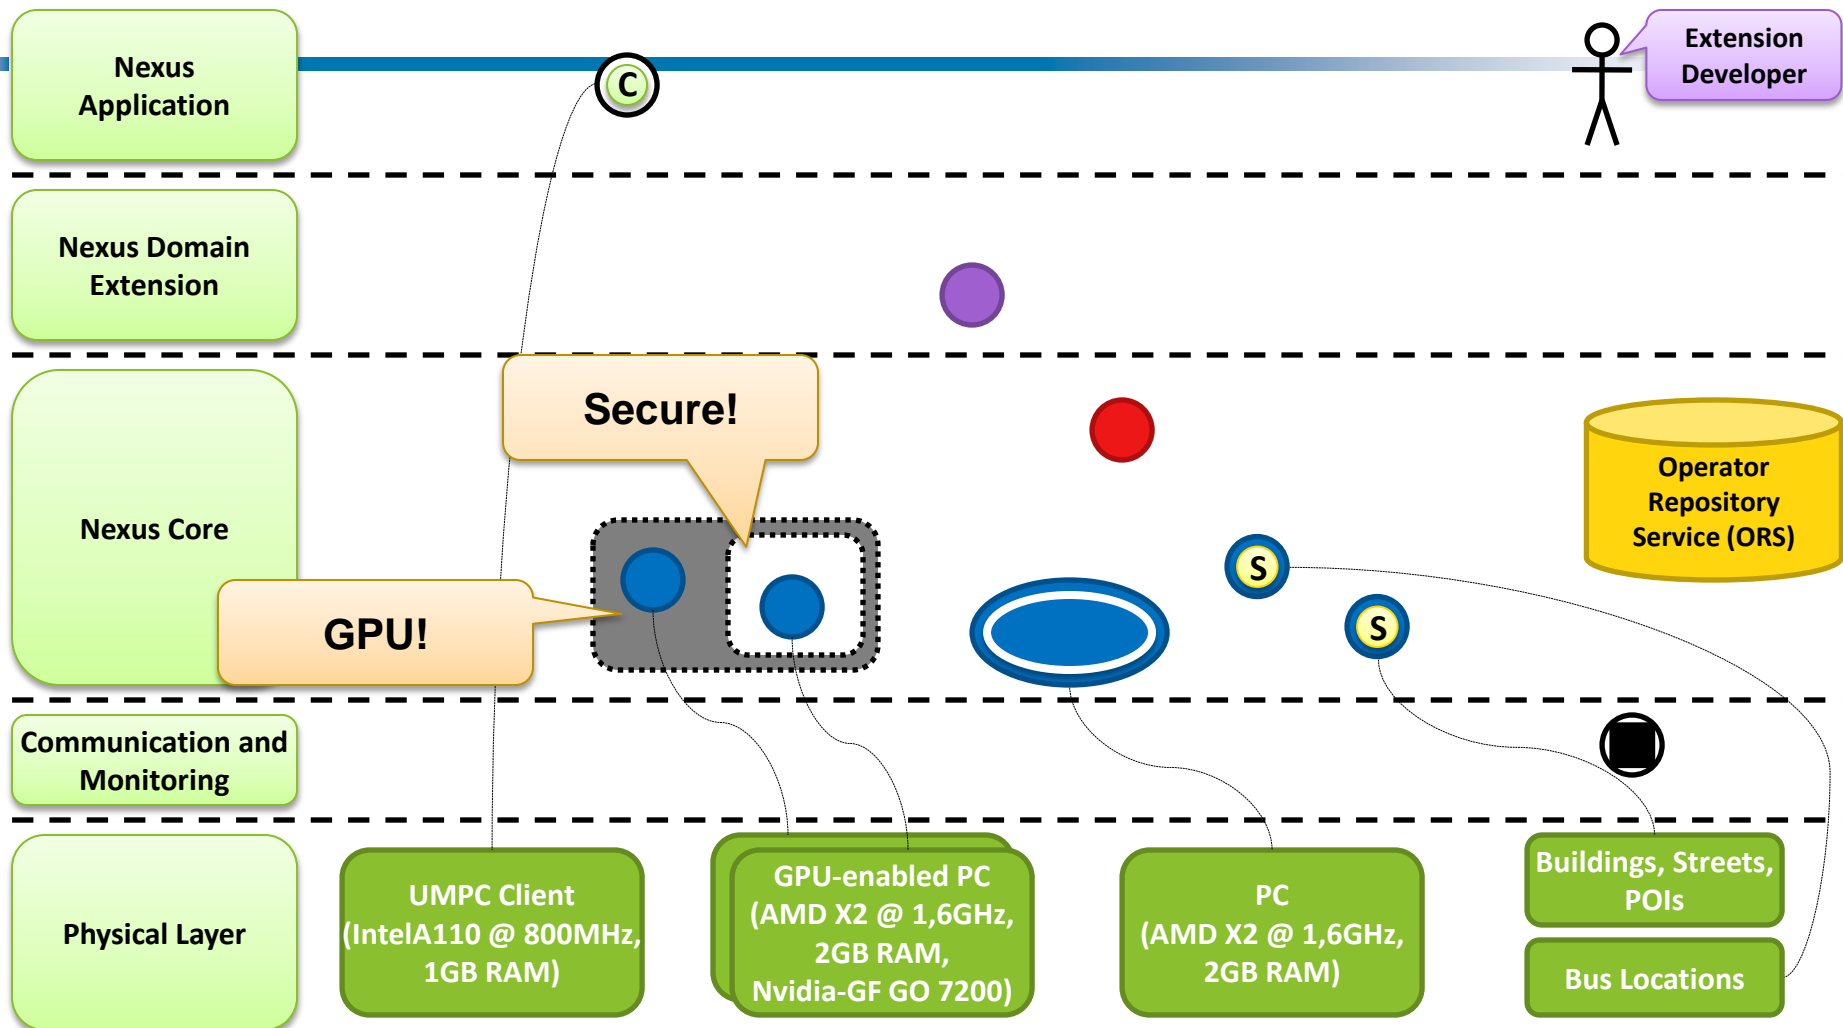 Nexus
Application
C
Extension
Developer
Nexus Domain
Extension
Secure!
Nexus Core
Operator
Repository
Service (ORS)
S
S
GPU!
Communication and
Monitoring
Physical Layer
UMPC Client
(IntelA110 @ 800MHz,
1GB RAM)
GPU-enabled PC
(AMD X2 @ 1,6GHz,
2GB RAM,
Nvidia-GF GO 7200)
PC
(AMD X2 @ 1,6GHz,
2GB RAM)
Buildings, Streets,
POIs
Bus Locations